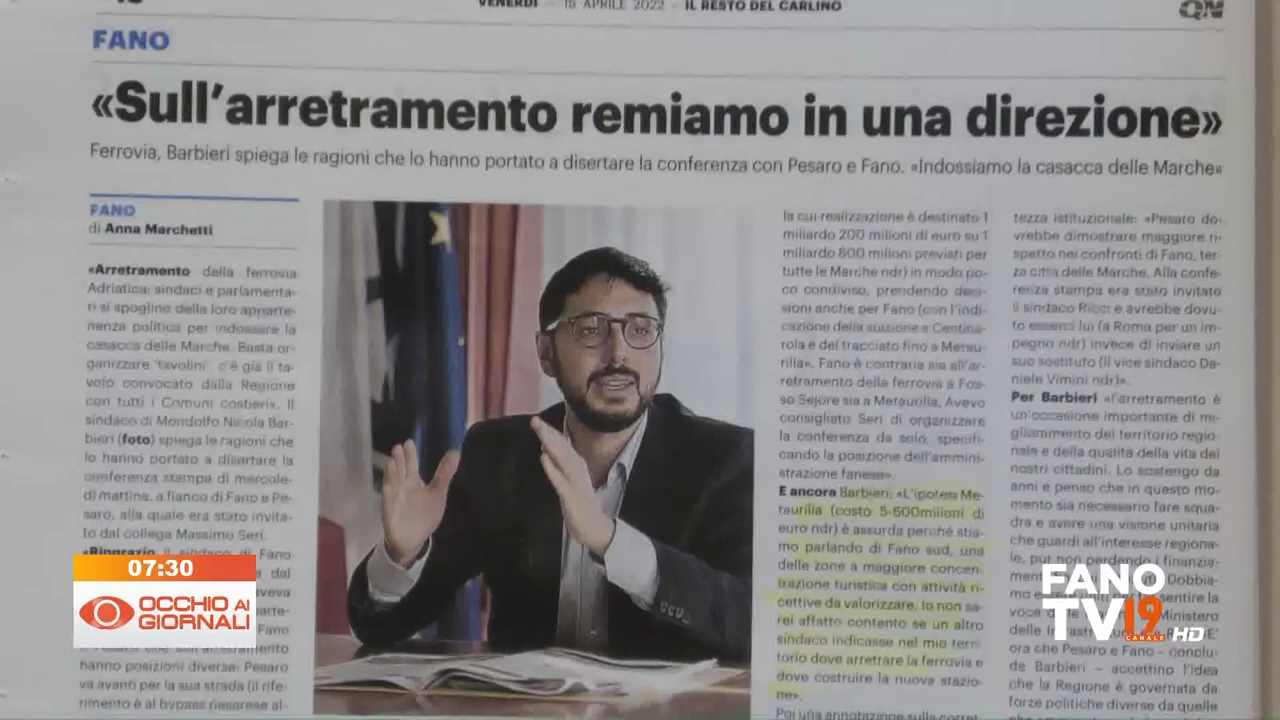 VENERDÌ — 15 APRILE 2022 — IL RESTO DEL CARLINO
QN
FANO
«Sull'arretramento remiamo in una direzione»
Ferrovia, Barbieri spiega le ragioni che lo hanno portato a disertare la conferenza con Pesaro e Fano. «Indossiamo la casacca delle Marche»
FANO
di Anna Marchetti
«Arretramento della ferrovia
Adriatica: sindaci e parlamenta-
ri si spoglino della loro apparte-
nenza politica per indossare la
casacca delle Marche. Basta or-
ganizzare 'tavolini' c'è già il ta-
volo convocato dalla Regione
con tutti i Comuni costieri». Il
sindaco di Mondolfo Nicola Bar-
bieri (foto) spiega le ragioni che
lo hanno portato a disertare la
conferenza stampa di mercole-
dì mattina, a fianco di Fano e Pe-
saro, alla quale era stato invita-
to dal collega Massimo Seri.
«Ringrazio il sindaco di Fano
dal
aveva
parte-
Fano
hanno posizioni diverse: Pesaro
va avanti per la sua strada (il rife-
rimento è al bypass pesarese al-
la cui realizzazione è destinato 1
miliardo 200 milioni di euro su 1
miliardo 800 milioni previsti per
tutte le Marche ndr) in modo po-
co condiviso, prendendo deci-
sioni anche per Fano (con l'indi-
cazione della stazione a Centina-
rola e del tracciato fino a Metau-
rilia». Fano è contraria sia all'ar-
retramento della ferrovia a Fos-
so Sejore sia a Metaurilia. Avevo
consigliato Seri di organizzare
la conferenza da solo, specifi-
cando la posizione dell'ammini-
strazione fanese».
E ancora Barbieri: «L'ipotesi Me-
taurilia (costo 5-600milioni di
euro ndr) è assurda perché stia-
mo parlando di Fano sud, una
delle zone a maggiore concen-
trazione turistica con attività ri-
cettive da valorizzare. Io non sa-
rei affatto contento se un altro
sindaco indicasse nel mio terri-
torio dove arretrare la ferrovia e
dove costruire la nuova stazio-
ne».
Poi una annotazione sulla corret-
tezza istituzionale: «Pesaro do-
vrebbe dimostrare maggiore ri-
spetto nei confronti di Fano, ter-
za città delle Marche. Alla confe-
renza stampa era stato invitato
il sindaco Ricci e avrebbe dovu-
to esserci lui (a Roma per un im-
pegno ndr) invece di inviare un
suo sostituto (il vice sindaco Da-
niele Vimini ndr)».
Per Barbieri «l'arretramento è
un'occasione importante di mi-
glioramento del territorio regio-
nale e della qualità della vita dei
nostri cittadini. Lo sostengo da
anni e penso che in questo mo-
mento sia necessario fare squa-
dra e avere una visione unitaria
che guardi all'interesse regiona-
le, pur non perdendo i finanzia-
Dobbia-
sentire la
Ministero
delle
ora che Pesaro e Fano – conclu-
de Barbieri – accettino l'idea
che la Regione è governata da
forze politiche diverse da quelle
07:30
OCCHIO AI
GIORNALI
FANO
TV19
CANALE HD